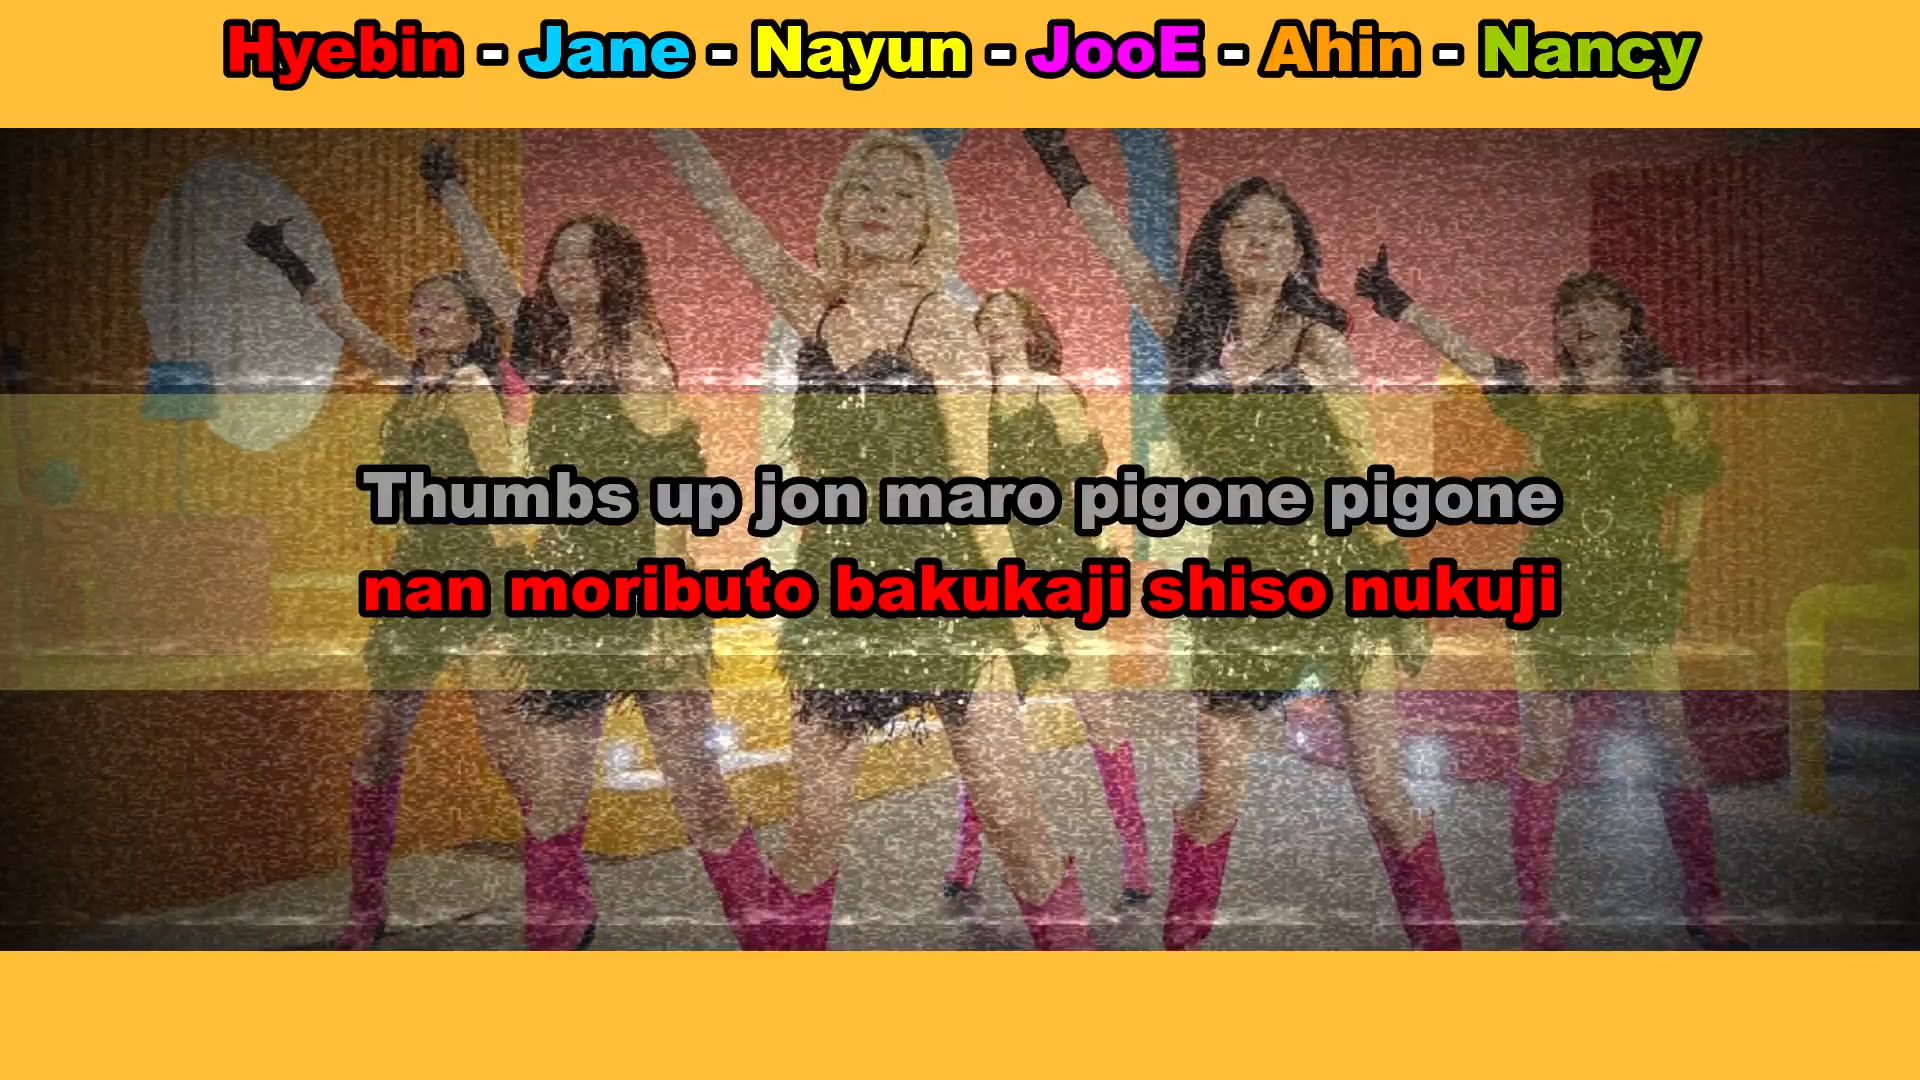 Hyebin - Jane - Nayun - JooE - Ahin - Nancy
Thumbs up jon maro pigone pigone
nan moributo bakukaji shiso nukuji